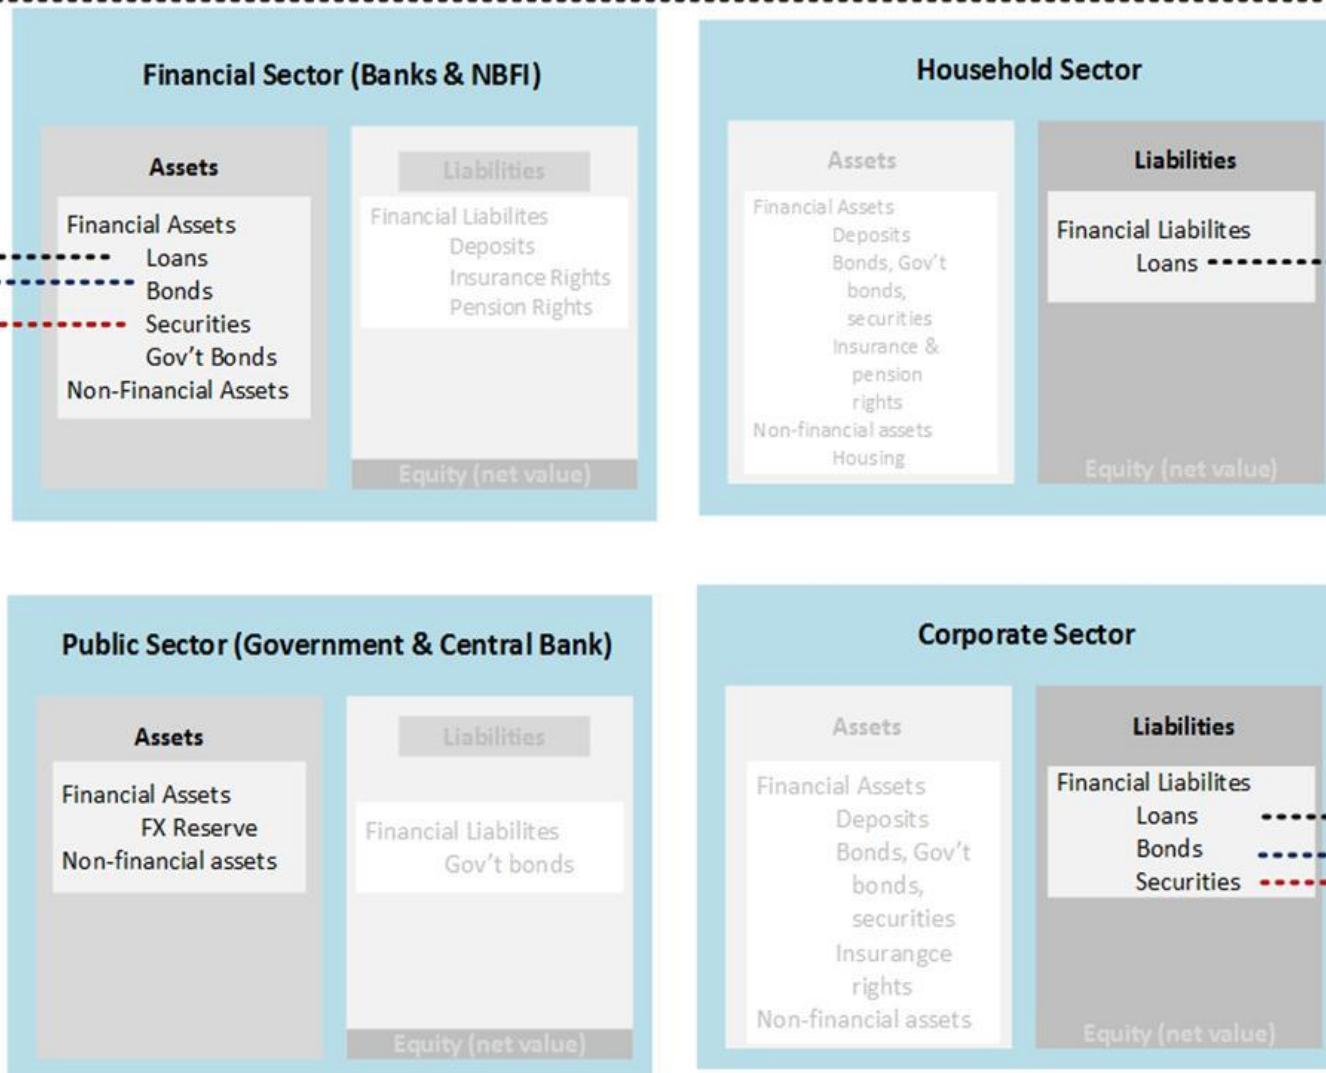 Financial Sector (Banks & NBFI)
Assets
Financial Assets
Loans
Bonds
Securities
Gov't Bonds
Non-Financial Assets
Liabilities
Financial Liabilites
Deposits
Insurance Rights
Pension Rights
Equity (net value)
Household Sector
Assets
Financial Assets
Deposits
Bonds, Gov't
bonds,
securities
Insurance &
pension
rights
Non-financial assets
Housing
Liabilities
Financial Liabilites
Loans
Equity (net value)
Public Sector (Government & Central Bank)
Assets
Financial Assets
FX Reserve
Non-financial assets
Liabilities
Financial Liabilites
Gov't bonds
Equity (net value)
Corporate Sector
Assets
Financial Assets
Deposits
Bonds, Gov't
bonds,
securities
Insurangce
rights
Non-financial assets
Liabilities
Financial Liabilites
Loans
Bonds
Securities
Equity (net value)